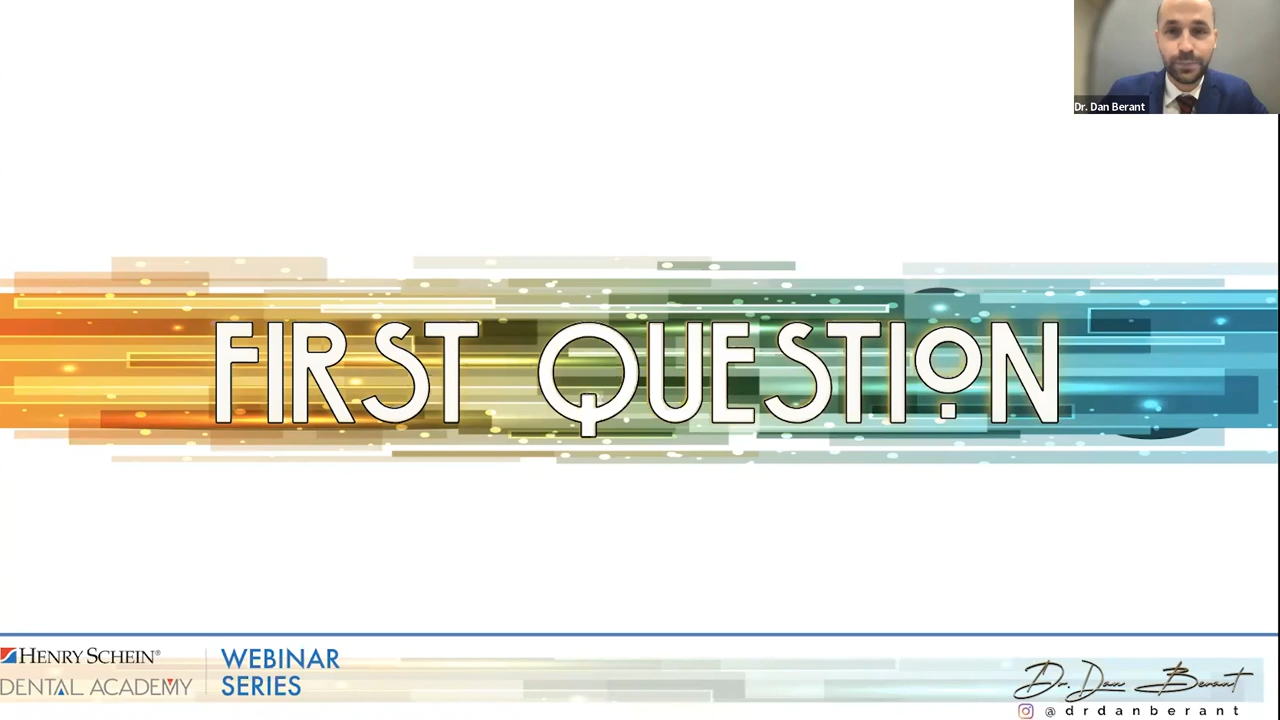 Dr. Dan Berant
FIRST QUESTION
HENRY SCHEIN®
DENTAL ACADEMY
WEBINAR
SERIES
Dr. Dan Berant
@drdanberant